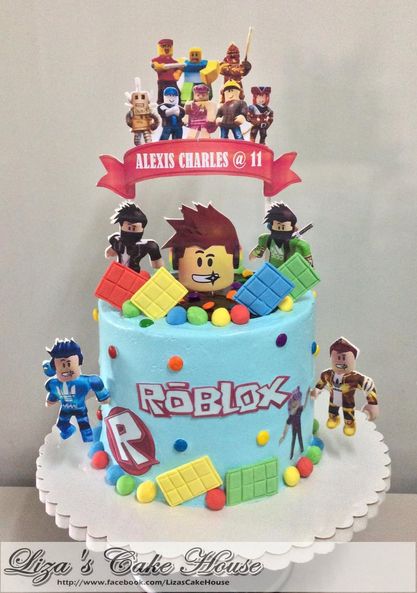 ALEXIS CHARLES @ 11
RŌBLOX
R
Liza 's Cake House
http://www.facebook.com/LizasCakeHouse